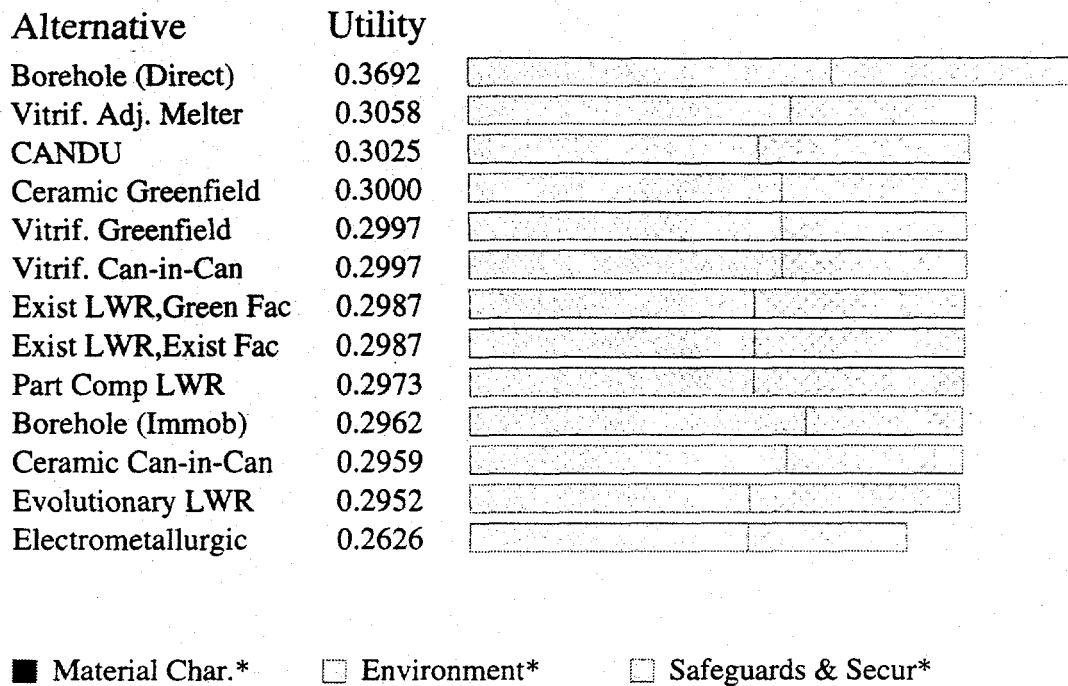 Alternative Utility
Borehole (Direct) 0.3692
Vitrif. Adj. Melter 0.3058
CANDU 0.3025
Ceramic Greenfield 0.3000
Vitrif. Greenfield 0.2997
Vitrif. Can-in-Can 0.2997
Exist LWR,Green Fac 0.2987
Exist LWR,Exist Fac 0.2987
Part Comp LWR 0.2973
Borehole (Immob) 0.2962
Ceramic Can-in-Can 0.2959
Evolutionary LWR 0.2952
Electrometallurgic 0.2626
Material Char.* Environment* Safeguards & Secur*